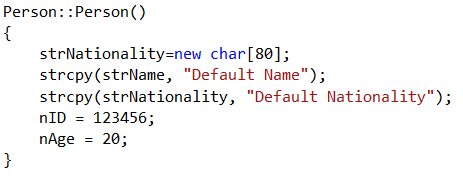 Person::Person()
{
    strNationality=new char[80];
    strcpy(strName, "Default Name");
    strcpy(strNationality, "Default Nationality");
    nID = 123456;
    nAge = 20;
}